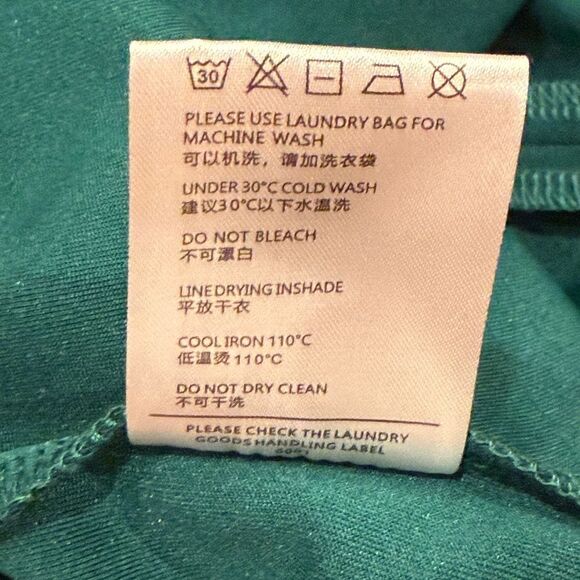 30
PLEASE USE LAUNDRY BAG FOR
MACHINE WASH
可以机洗，请加洗衣袋
UNDER 30°C COLD WASH
建议30°C以下水温洗
DO NOT BLEACH
不可漂白
LINE DRYING INSHADE
平放干衣
COOL IRON 110°C
低温烫110°C
DO NOT DRY CLEAN
不可干洗
PLEASE CHECK THE LAUNDRY
GOODS HANDLING LABEL